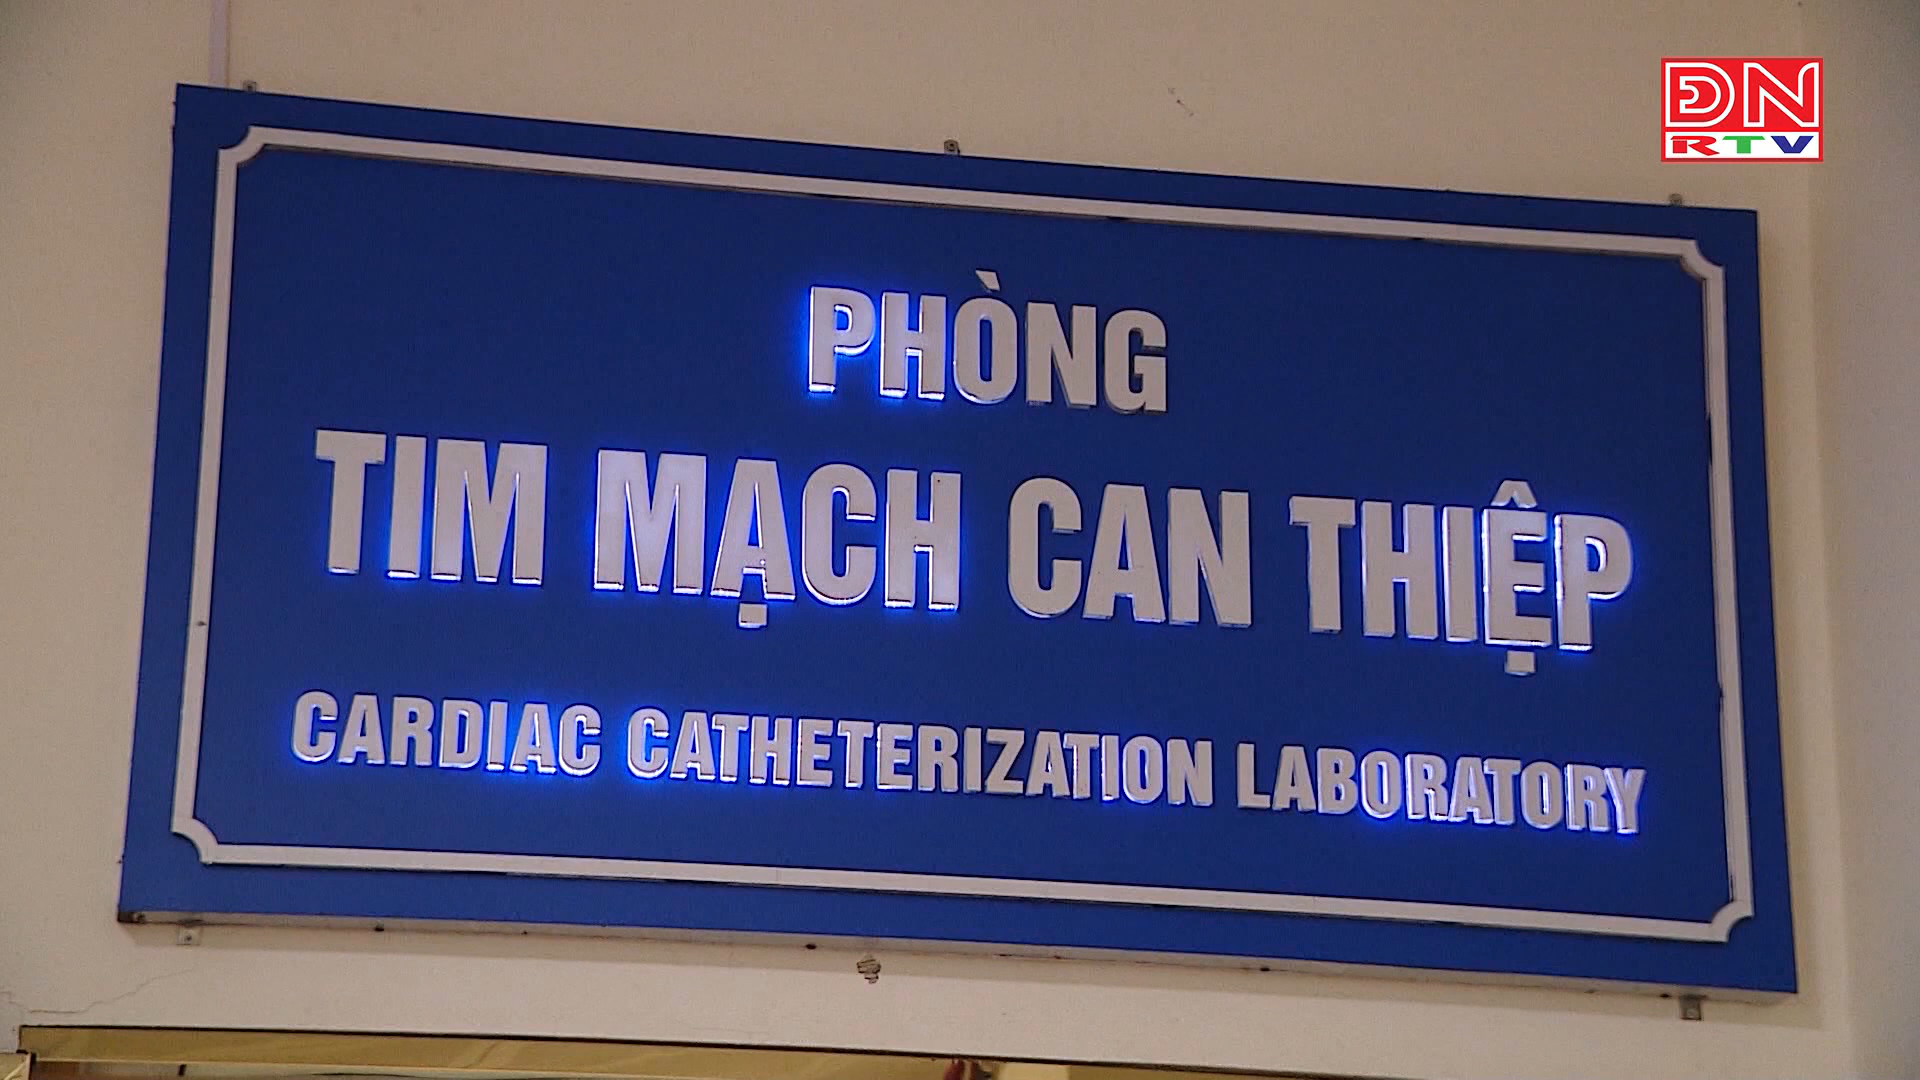 ĐN
RTV
PHÒNG
TIM MẠCH CAN THIỆP
CARDIAC CATHETERIZATION LABORATORY